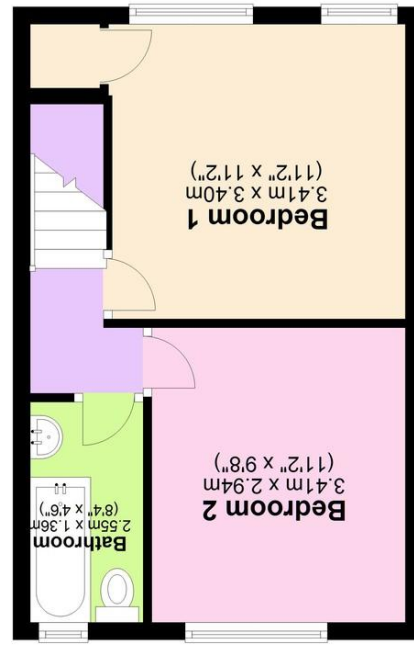 Bathroom
2.55m x 1.36m
(8'4" x 4'6")
Bedroom 2
3.41m x 2.94m
(11'2" x 9'8")
Bedroom 1
3.41m x 3.40m
(11'2" x 11'2")